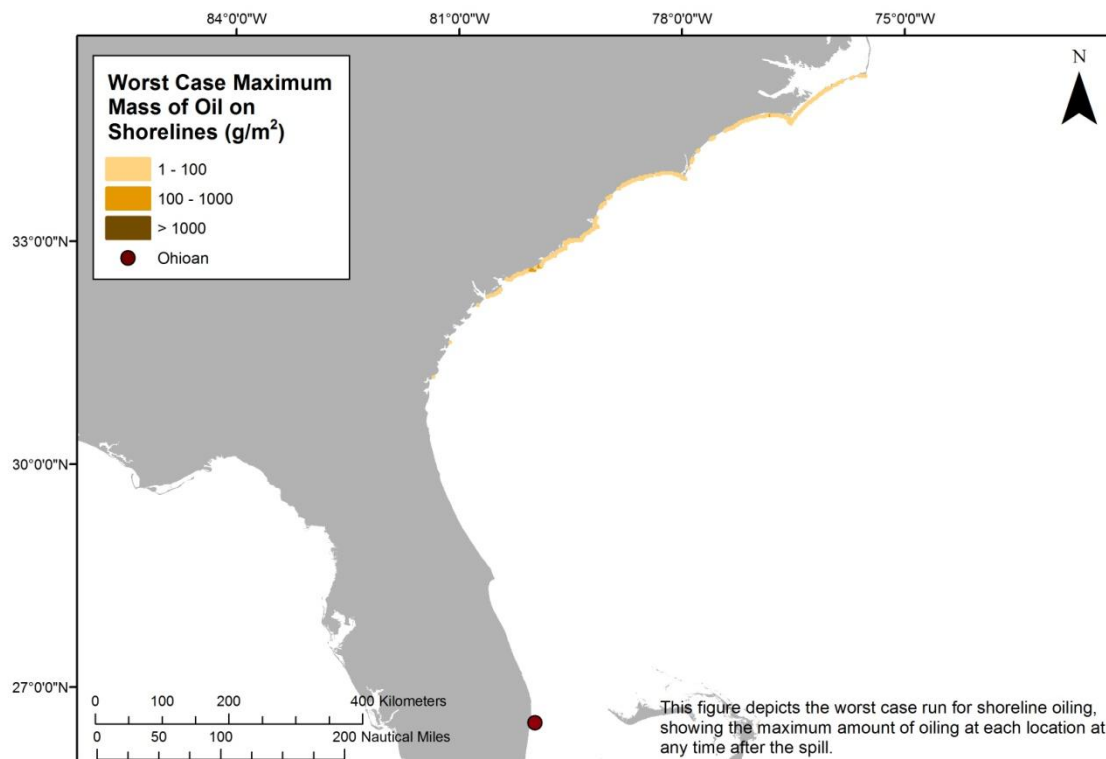 84°0'0"W
81°0'0"W
78°0'0"W
75°0'0"W
Worst Case Maximum
Mass of Oil on
Shorelines (g/m²)
1 - 100
100 - 1000
> 1000
Ohioan
N
33°0'0"N
30°0'0"N
27°0'0"N
0 100 200 400 Kilometers
0 50 100 200 Nautical Miles
This figure depicts the worst case run for shoreline oiling,
showing the maximum amount of oiling at each location at
any time after the spill.